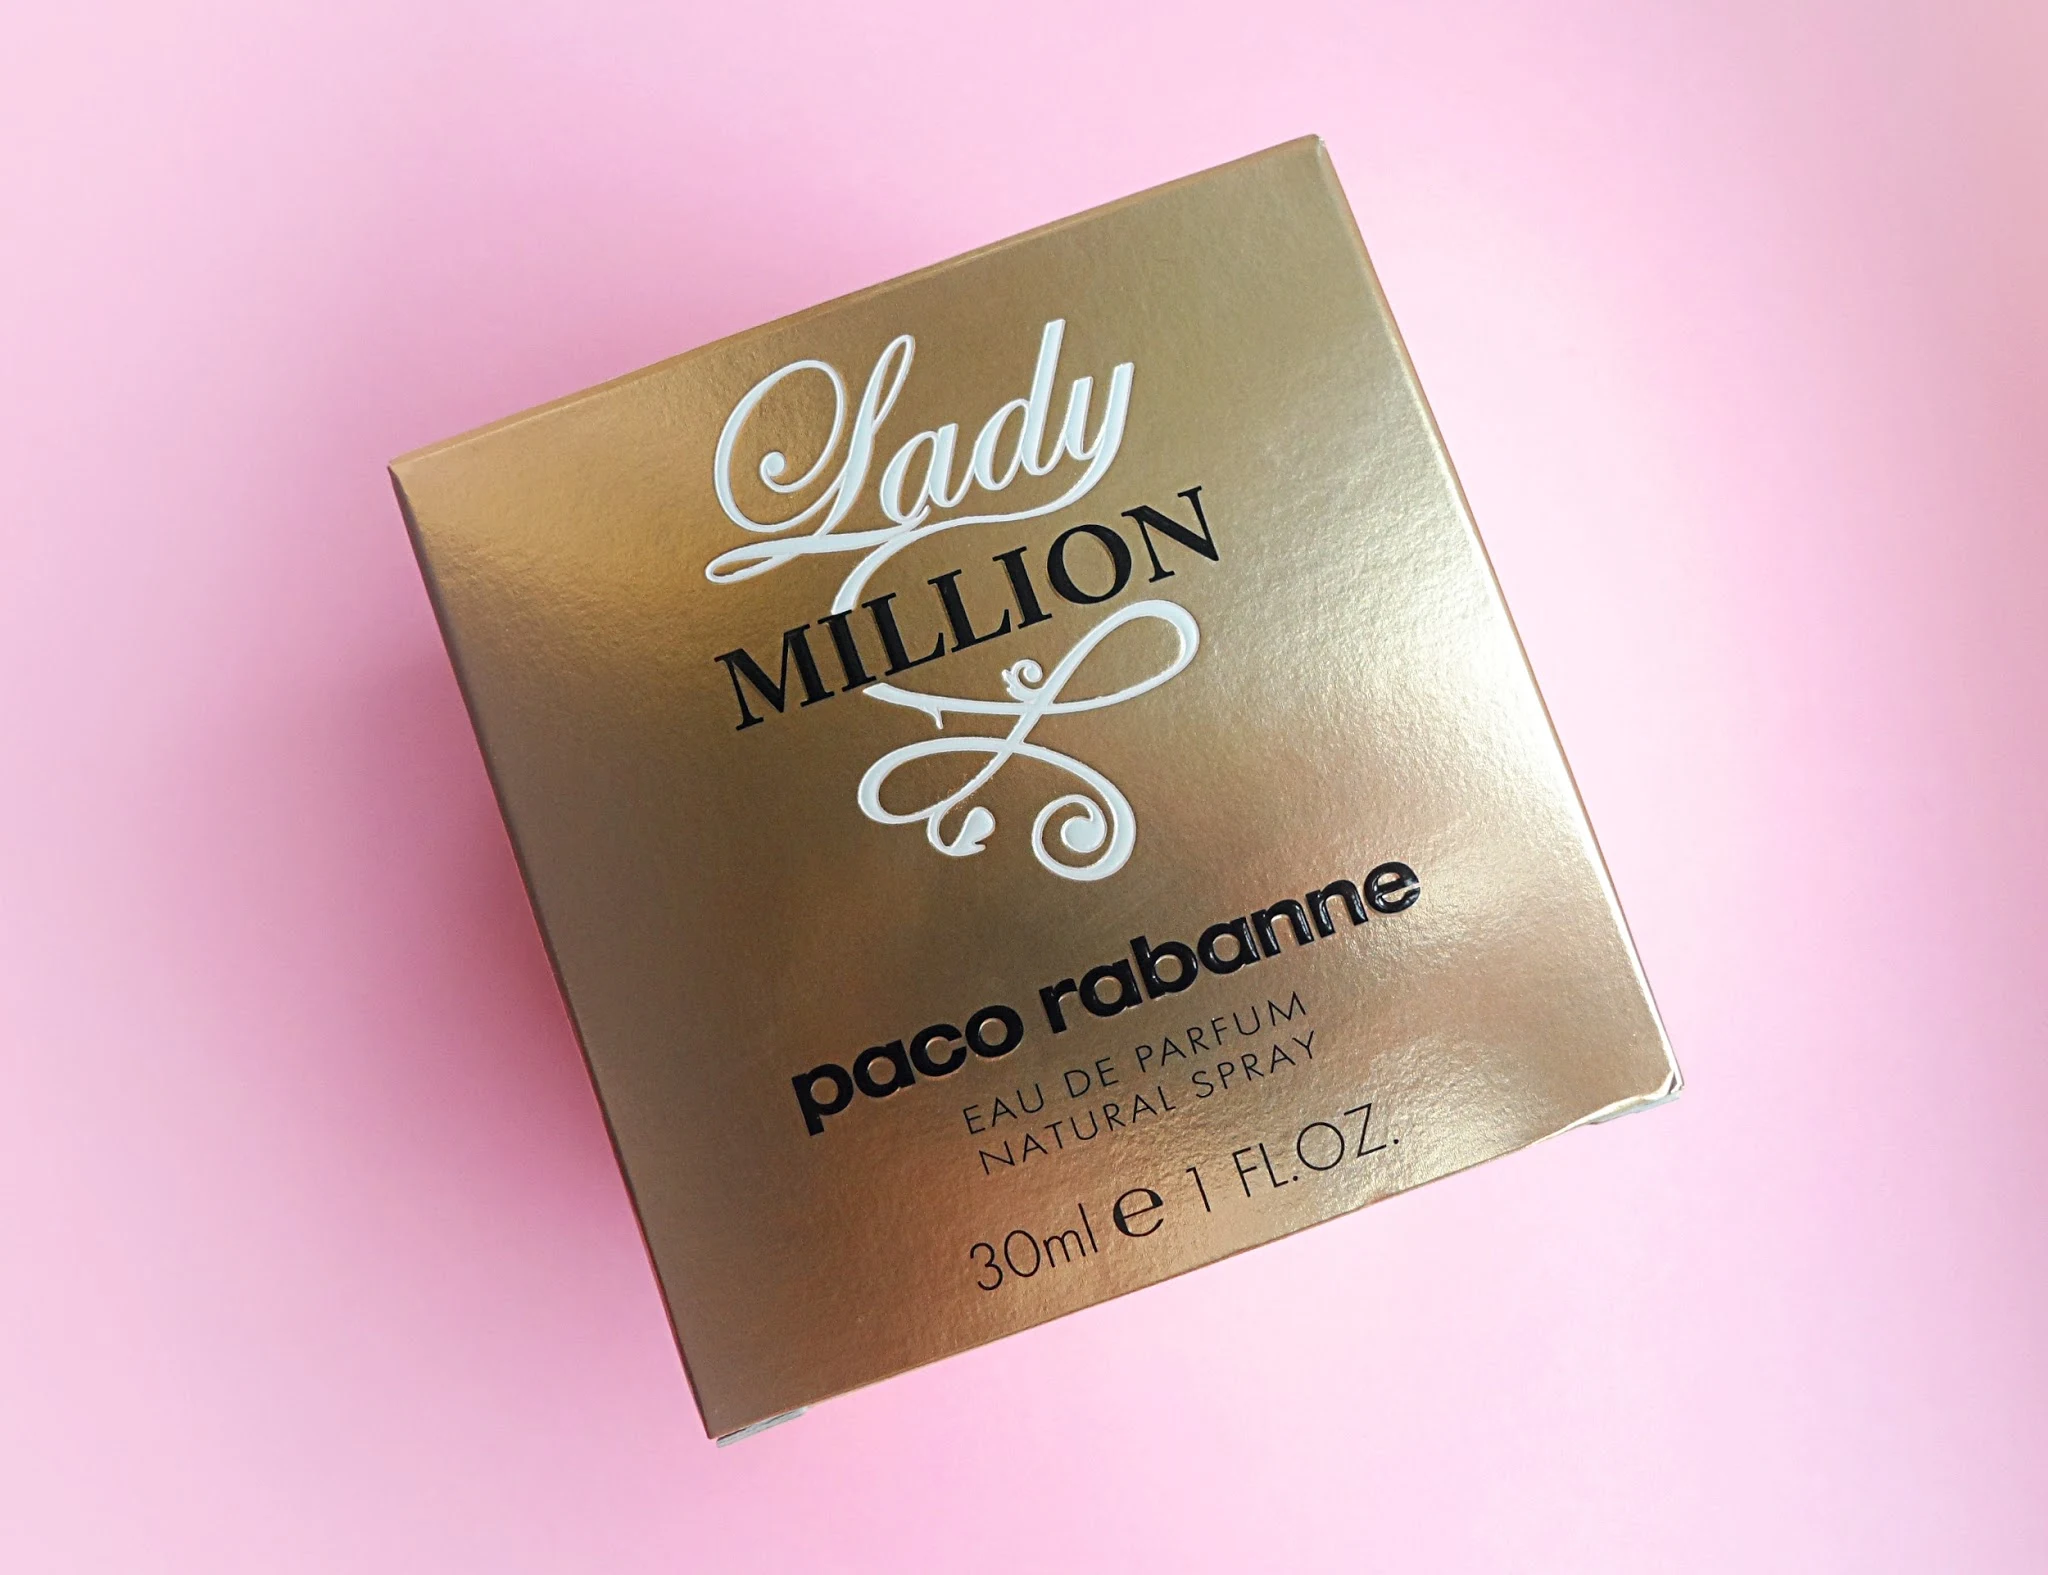 Lady
MILLION
paco rabanne
EAU DE PARFUM
NATURAL SPRAY
30ml ℮ 1 FL.OZ.